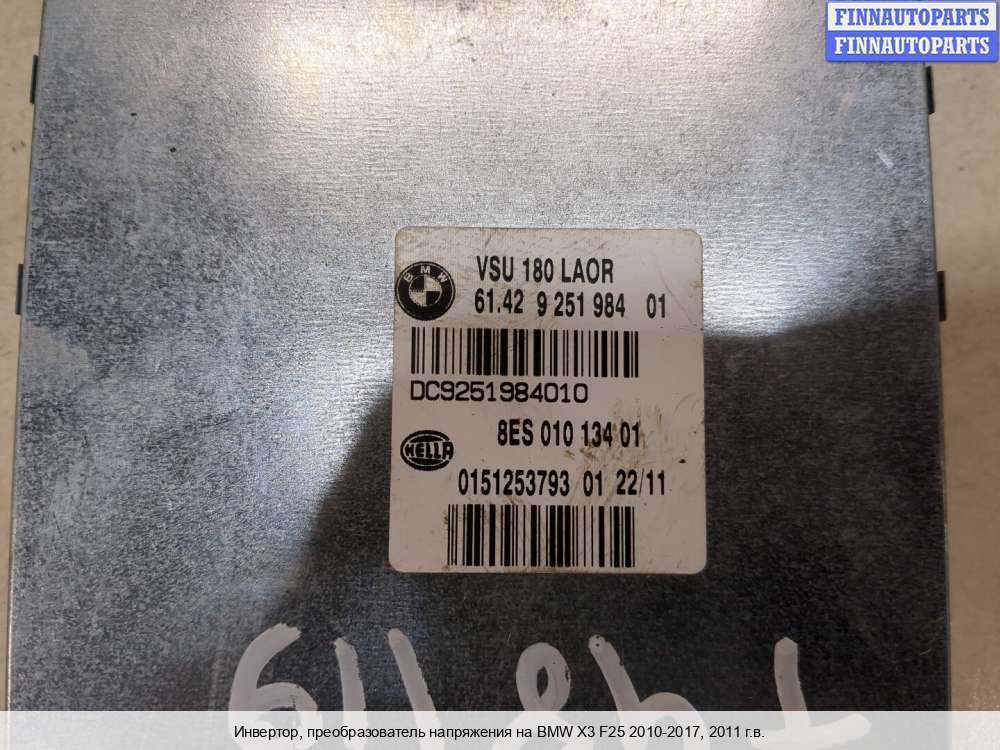 FINNAUTOPARTS
FINNAUTOPARTS
BMW
VSU 180 LAOR
61.42 9 251 984 01
DC9251984010
8ES 010 134 01
HELLA
0151253793 01 22/11
Инвертор, преобразователь напряжения на BMW X3 F25 2010-2017, 2011 г.в.